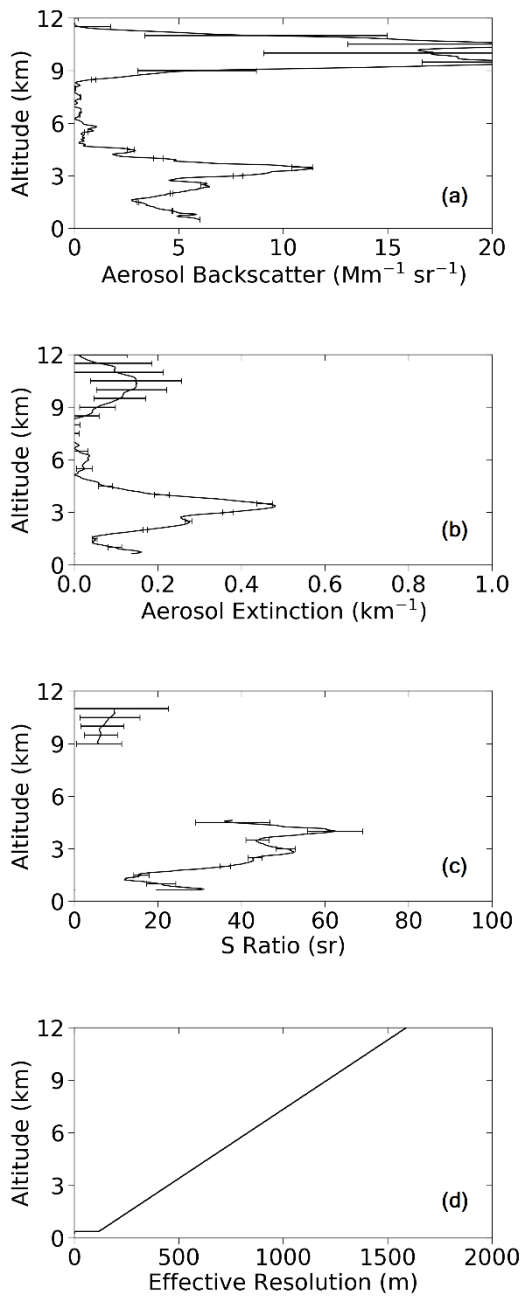 12
9
6
3
0
Altitude (km)
(a)
0 5 10 15 20
Aerosol Backscatter (Mm⁻¹ sr⁻¹)
12
9
6
3
0
Altitude (km)
(b)
0.0 0.2 0.4 0.6 0.8 1.0
Aerosol Extinction (km⁻¹)
12
9
6
3
0
Altitude (km)
(c)
0 20 40 60 80 100
S Ratio (sr)
12
9
6
3
0
Altitude (km)
(d)
0 500 1000 1500 2000
Effective Resolution (m)